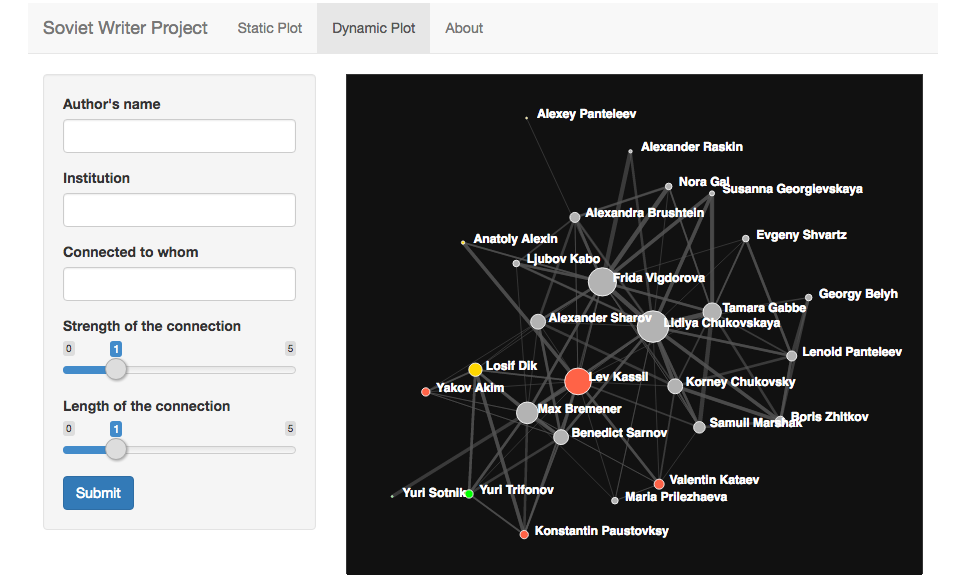 Soviet Writer Project Static Plot Dynamic Plot About
Author's name
Institution
Connected to whom
Strength of the connection
0 1 5
Length of the connection
0 1 5
Submit
Alexey Panteleev
Alexander Raskin
Nora Gal
Susanna Georgievskaya
Alexandra Brushtein
Evgeny Shvartz
Anatoly Alexin
Ljubov Kabo
Frida Vigdorova
Georgy Belyh
Tamara Gabbe
Alexander Sharov
Lidiya Chukovskaya
Lenoid Panteleev
Losif Dik
Lev Kassil
Korney Chukovsky
Yakov Akim
Max Bremener
Boris Zhitkov
Samuil Marshak
Benedict Sarnov
Valentin Kataev
Yuri Sotnik
Yuri Trifonov
Maria Prilezhaeva
Konstantin Paustovksy